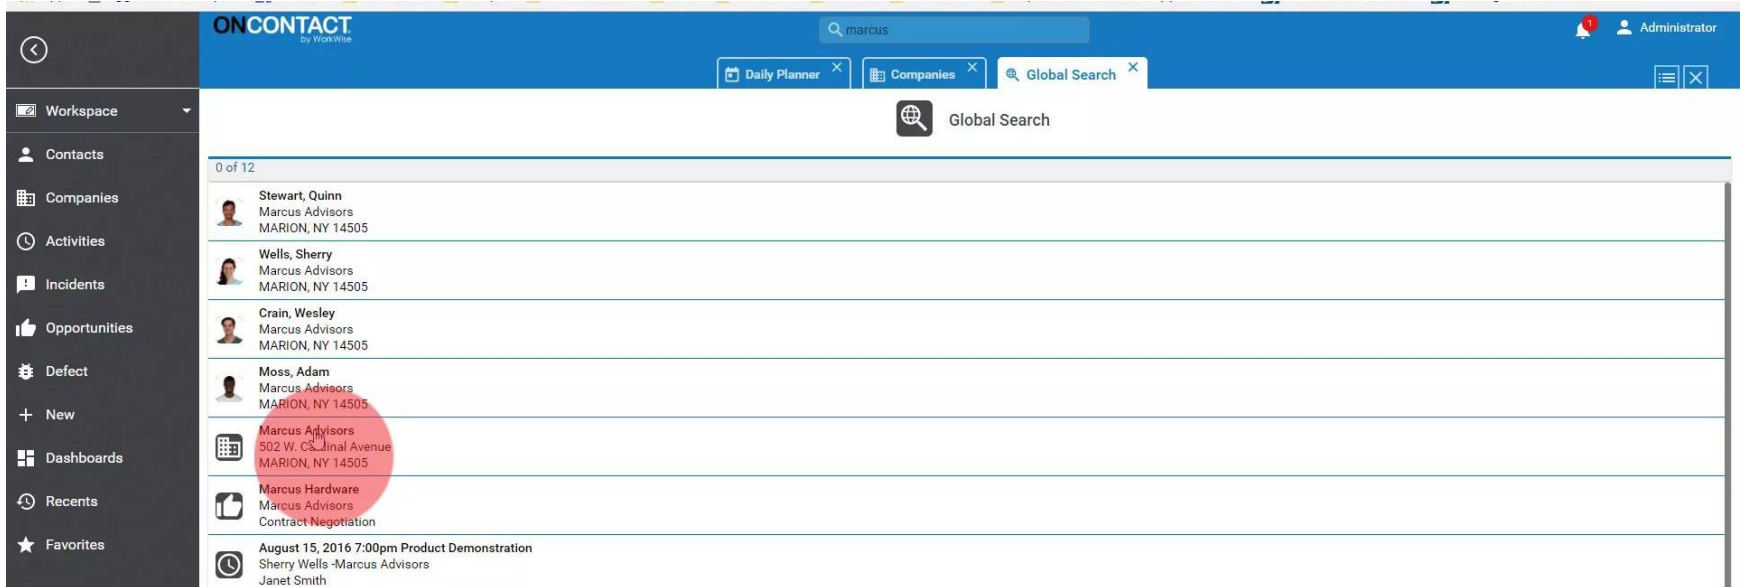 ONCONTACT
by WorkWise
marcus
1
Administrator
Daily Planner
Companies
Global Search
Workspace
Contacts
Companies
Activities
Incidents
Opportunities
Defect
New
Dashboards
Recents
Favorites
Global Search
0 of 12
Stewart, Quinn
Marcus Advisors
MARION, NY 14505
Wells, Sherry
Marcus Advisors
MARION, NY 14505
Crain, Wesley
Marcus Advisors
MARION, NY 14505
Moss, Adam
Marcus Advisors
MARION, NY 14505
Marcus Advisors
502 W. Cardinal Avenue
MARION, NY 14505
Marcus Hardware
Marcus Advisors
Contract Negotiation
August 15, 2016 7:00pm Product Demonstration
Sherry Wells -Marcus Advisors
Janet Smith